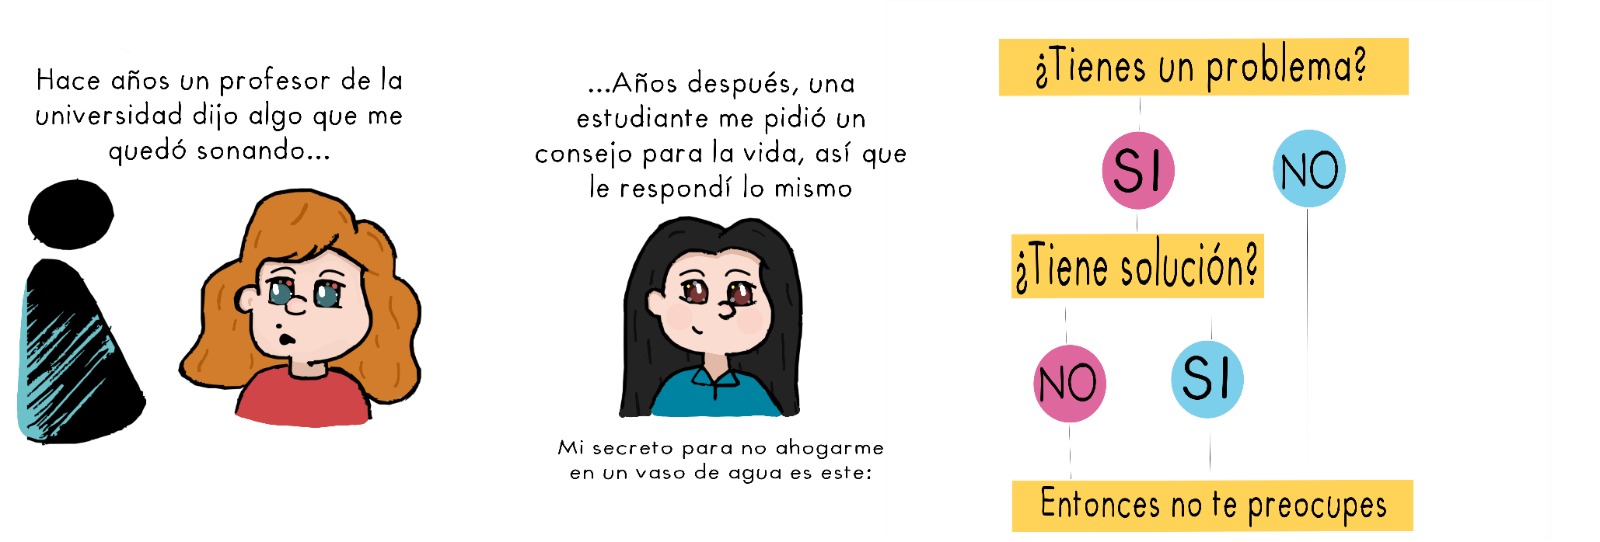 Hace años un profesor de la
universidad dijo algo que me
quedó sonando...
...Años después, una
estudiante me pidió un
consejo para la vida, así que
le respondí lo mismo
Mi secreto para no ahogarme
en un vaso de agua es este:
¿Tienes un problema?
SI
NO
¿Tiene solución?
NO
SI
Entonces no te preocupes